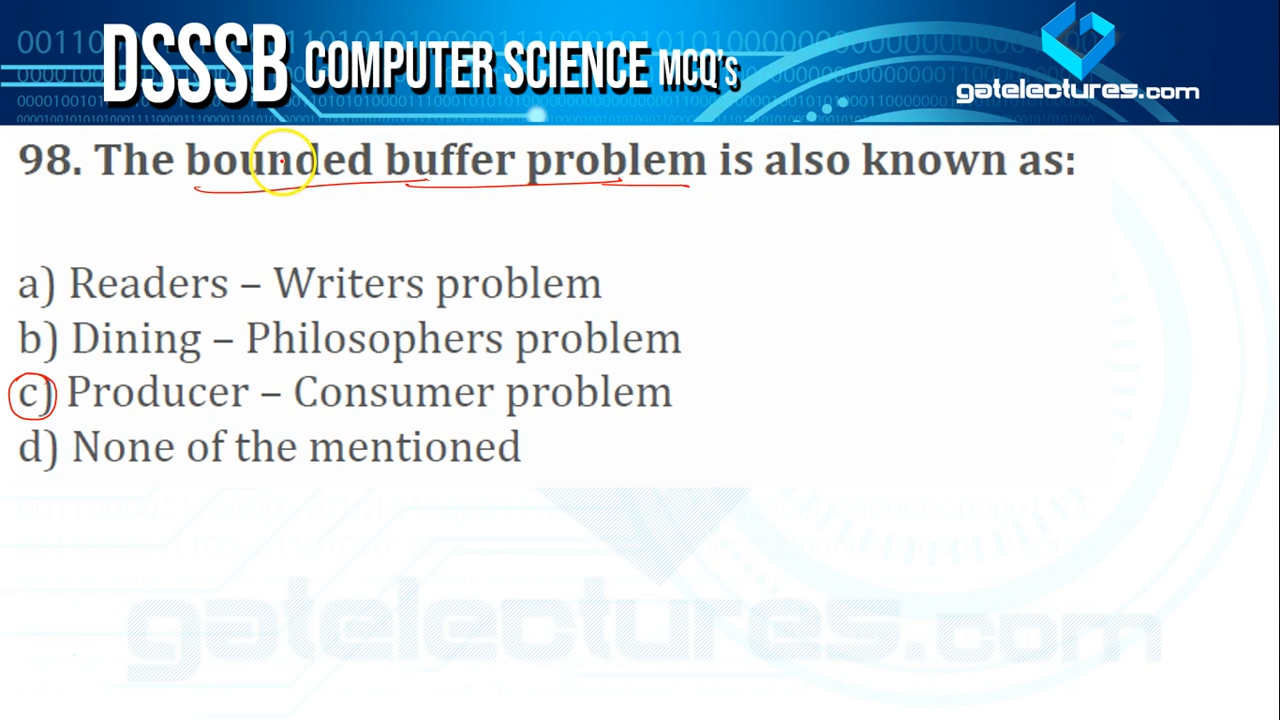 DSSSB COMPUTER SCIENCE MCQ's
gatelectures.com
98. The bounded buffer problem is also known as:
a) Readers – Writers problem
b) Dining – Philosophers problem
c) Producer – Consumer problem
d) None of the mentioned
gatelectures.com